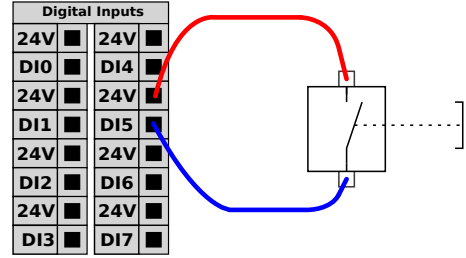 Digital Inputs
24V 24V
DI0 DI4
24V 24V
DI1 DI5
24V 24V
DI2 DI6
24V 24V
DI3 DI7